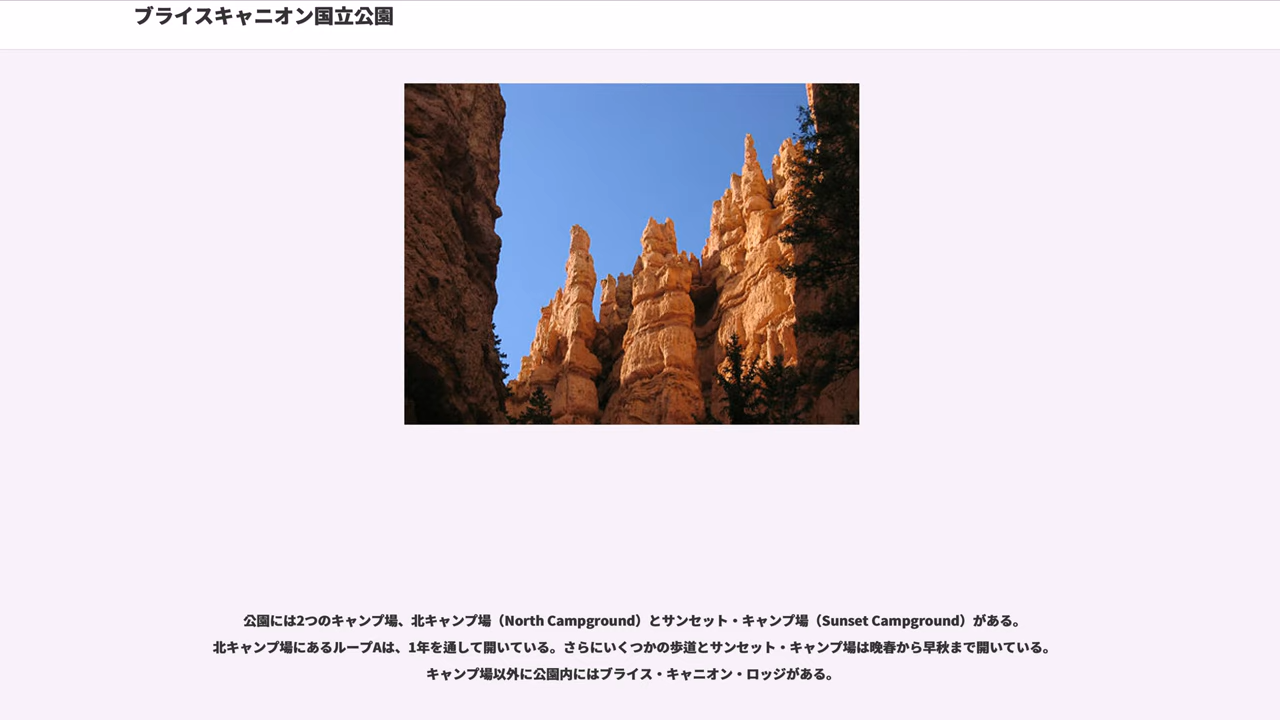 ブライスキャニオン国立公園
公園には2つのキャンプ場、北キャンプ場（North Campground）とサンセット・キャンプ場（Sunset Campground）がある。
北キャンプ場にあるループAは、1年を通して開いている。さらにいくつかの歩道とサンセット・キャンプ場は晩春から早秋まで開いている。
キャンプ場以外に公園内にはブライス・キャニオン・ロッジがある。